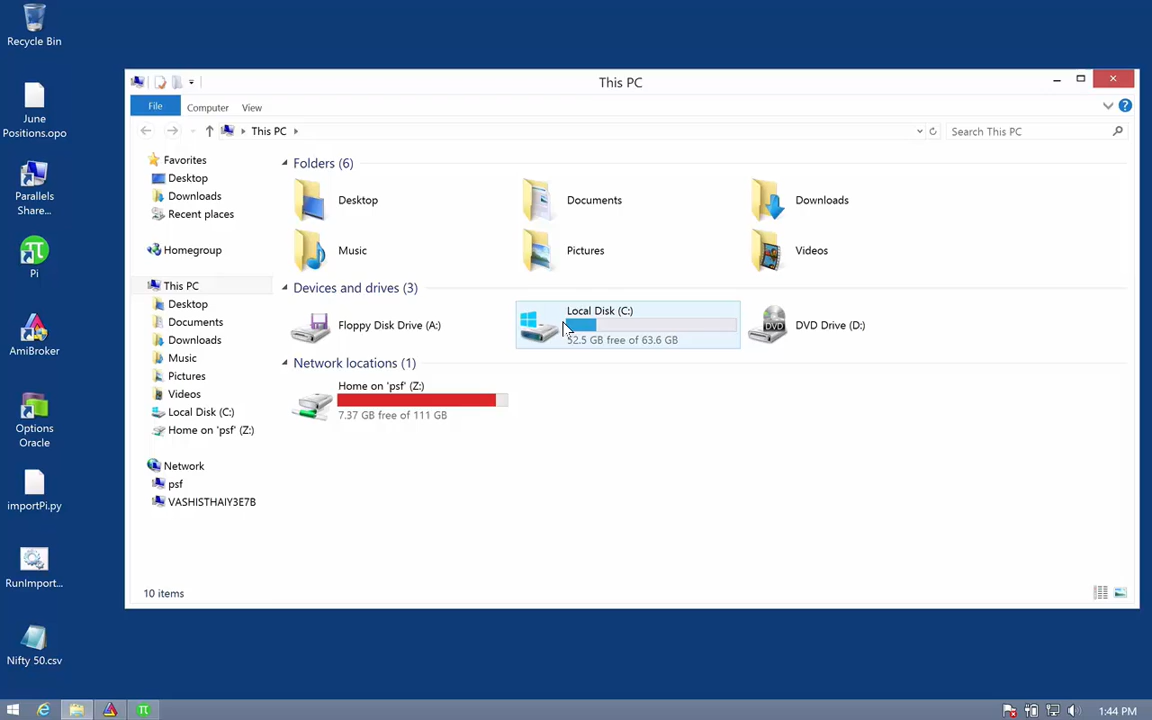 Recycle Bin
June
Positions.opo
Parallels
Share...
Pi
AmiBroker
Options
Oracle
importPi.py
RunImport...
Nifty 50.csv
This PC
File
Computer
View
This PC
Search This PC
Favorites
Desktop
Downloads
Recent places
Homegroup
This PC
Desktop
Documents
Downloads
Music
Pictures
Videos
Local Disk (C:)
Home on 'psf' (Z:)
Network
psf
VASHISTHAIY3E7B
Folders (6)
Desktop
Documents
Downloads
Music
Pictures
Videos
Devices and drives (3)
Floppy Disk Drive (A:)
Local Disk (C:)
52.5 GB free of 63.6 GB
DVD
DVD Drive (D:)
Network locations (1)
Home on 'psf' (Z:)
7.37 GB free of 111 GB
10 items
1:44 PM